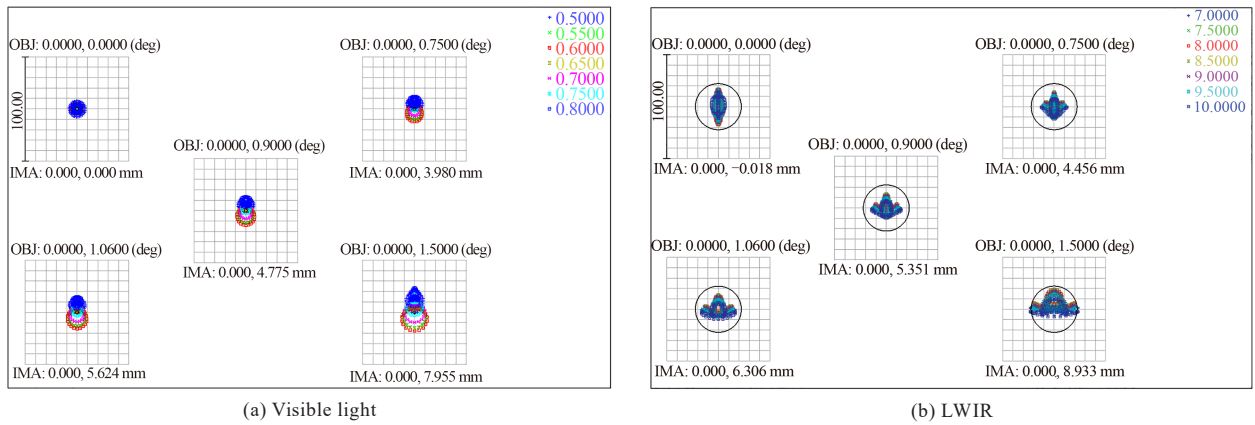 0.5000
0.5500
0.6000
0.6500
0.7000
0.7500
0.8000
OBJ: 0.0000, 0.0000 (deg)
OBJ: 0.0000, 0.7500 (deg)
100.00
IMA: 0.000, 0.000 mm
IMA: 0.000, 3.980 mm
OBJ: 0.0000, 0.9000 (deg)
IMA: 0.000, 4.775 mm
OBJ: 0.0000, 1.0600 (deg)
OBJ: 0.0000, 1.5000 (deg)
IMA: 0.000, 5.624 mm
IMA: 0.000, 7.955 mm
(a) Visible light
7.0000
7.5000
8.0000
8.5000
9.0000
9.5000
10.0000
OBJ: 0.0000, 0.0000 (deg)
OBJ: 0.0000, 0.7500 (deg)
100.00
IMA: 0.000, −0.018 mm
IMA: 0.000, 4.456 mm
OBJ: 0.0000, 0.9000 (deg)
IMA: 0.000, 5.351 mm
OBJ: 0.0000, 1.0600 (deg)
OBJ: 0.0000, 1.5000 (deg)
IMA: 0.000, 6.306 mm
IMA: 0.000, 8.933 mm
(b) LWIR